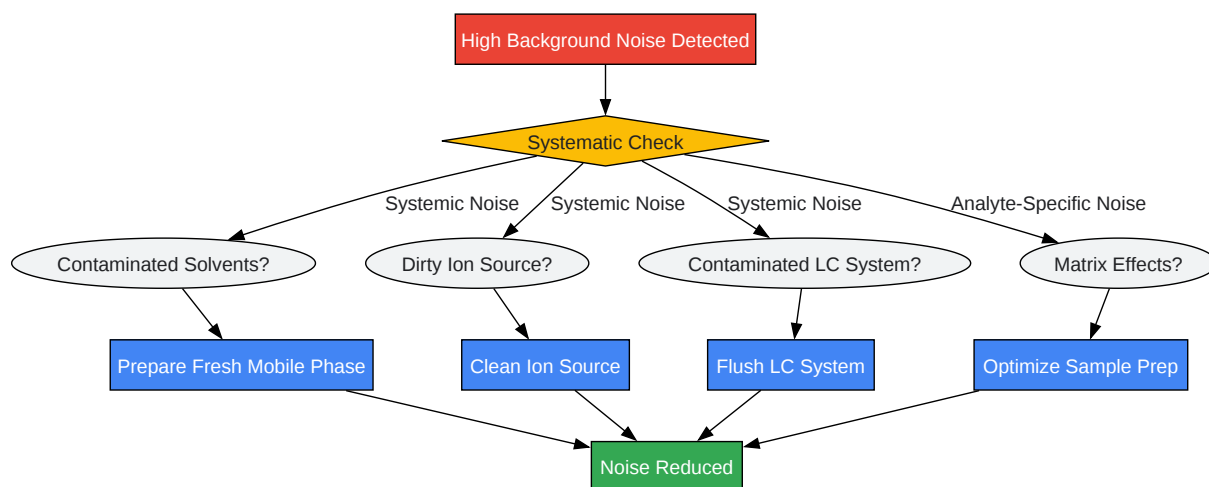 High Background Noise Detected
Systematic Check
Systemic Noise
Systemic Noise
Systemic Noise
Analyte-Specific Noise
Contaminated Solvents?
Dirty Ion Source?
Contaminated LC System?
Matrix Effects?
Prepare Fresh Mobile Phase
Clean Ion Source
Flush LC System
Optimize Sample Prep
Noise Reduced